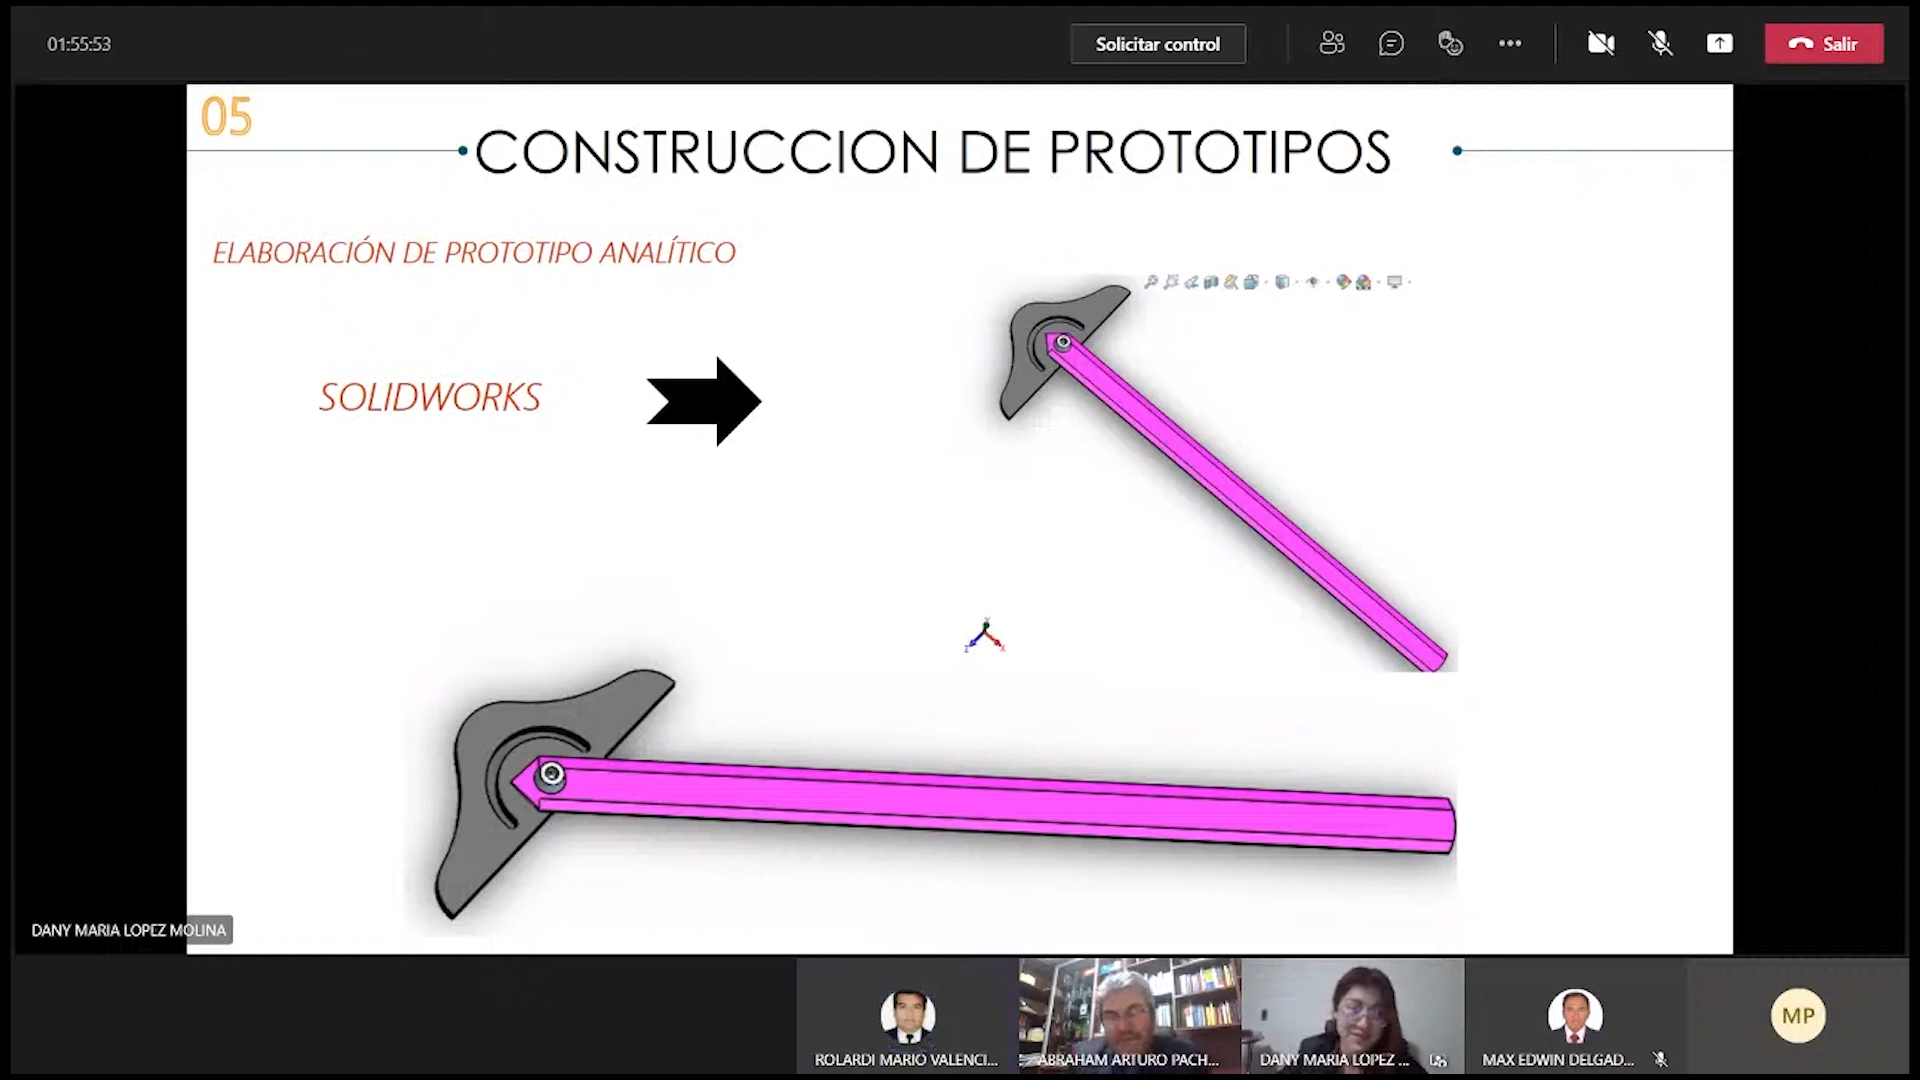 01:55:53
Solicitar control
Salir
05
CONSTRUCCION DE PROTOTIPOS
ELABORACIÓN DE PROTOTIPO ANALÍTICO
SOLIDWORKS
DANY MARIA LOPEZ MOLINA
ROLARDI MARIO VALENCI...
ABRAHAM ARTURO PACH...
DANY MARIA LOPEZ ...
MAX EDWIN DELGAD...
MP